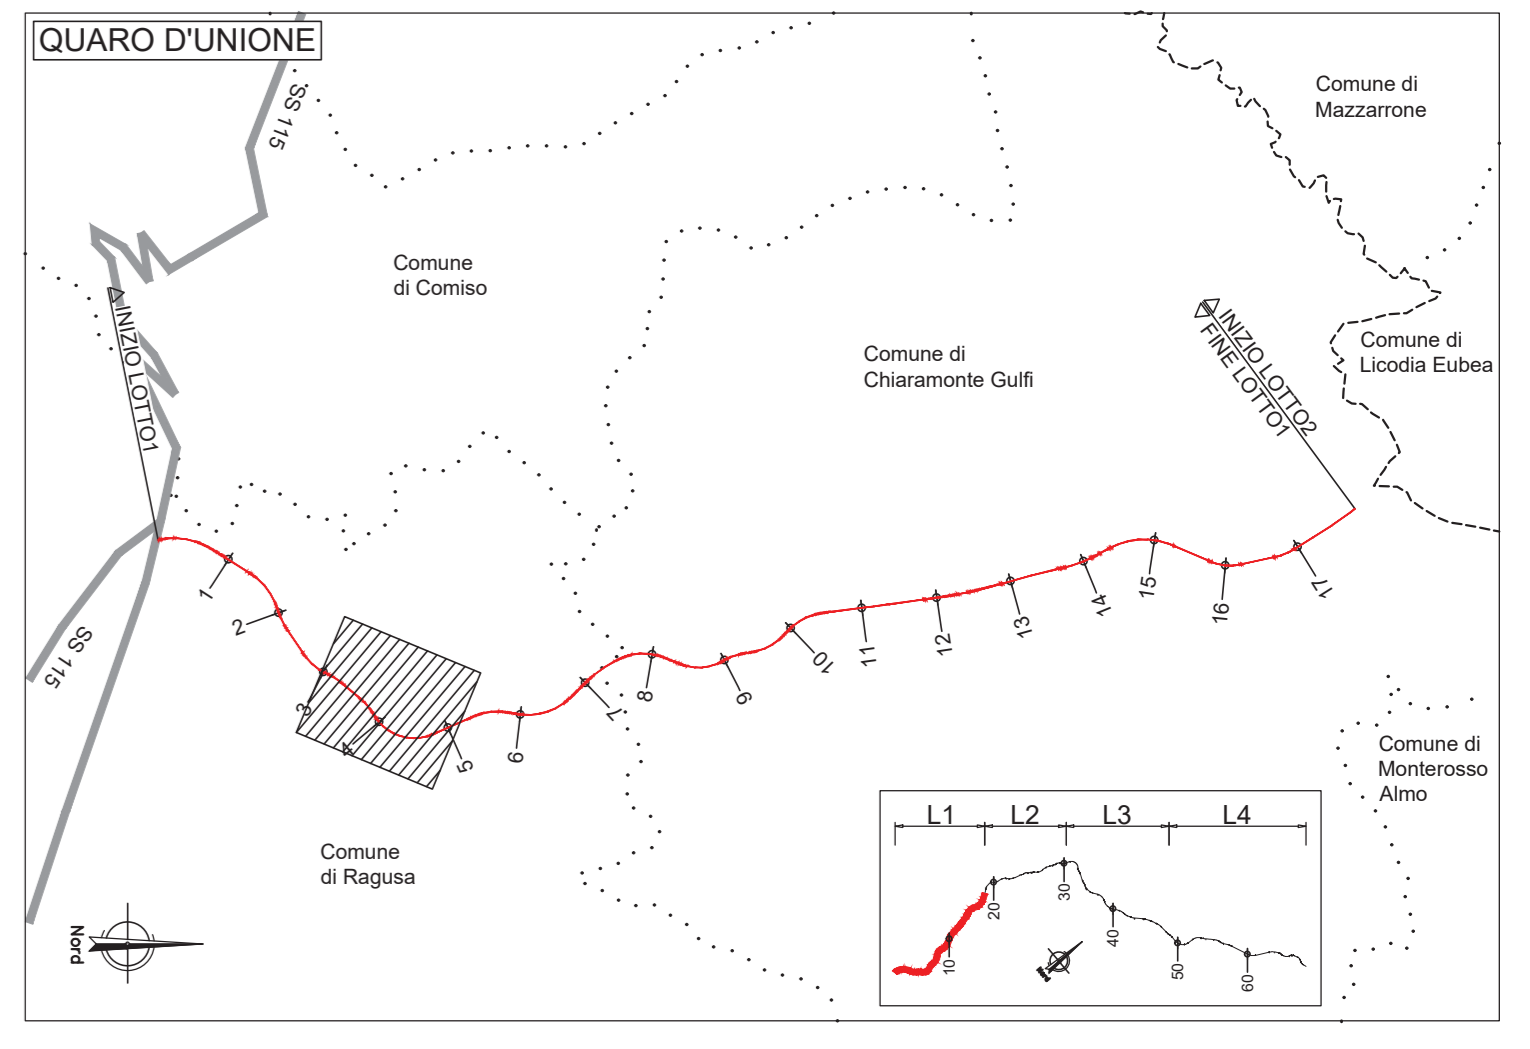 QUARO D'UNIONE
SS 115
Comune di
Mazzarrone
Comune
di Comiso
INIZIO LOTTO1
Comune di
Chiaramonte Gulfi
INIZIO LOTTO2
FINE LOTTO1
Comune di
Licodia Eubea
1
2
3
4
5
6
7
8
9
10
11
12
13
14
15
16
17
SS 115
Comune di
Monterosso
Almo
Comune
di Ragusa
Nord
L1 L2 L3 L4
10
20
30
40
50
60